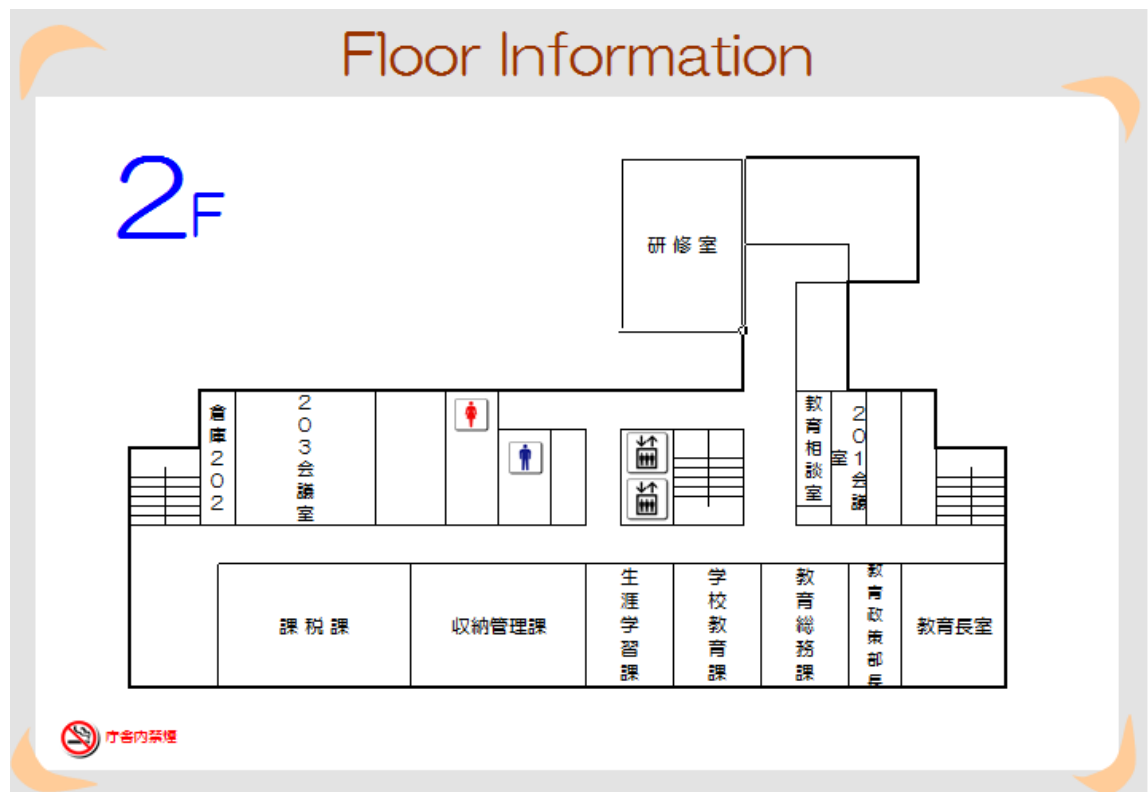 Floor Information
2F
研修室
倉庫202
203会議室
教育相談室
201会議室
課税課
収納管理課
生涯学習課
学校教育課
教育総務課
教育政策部長
教育長室
庁舎内禁煙